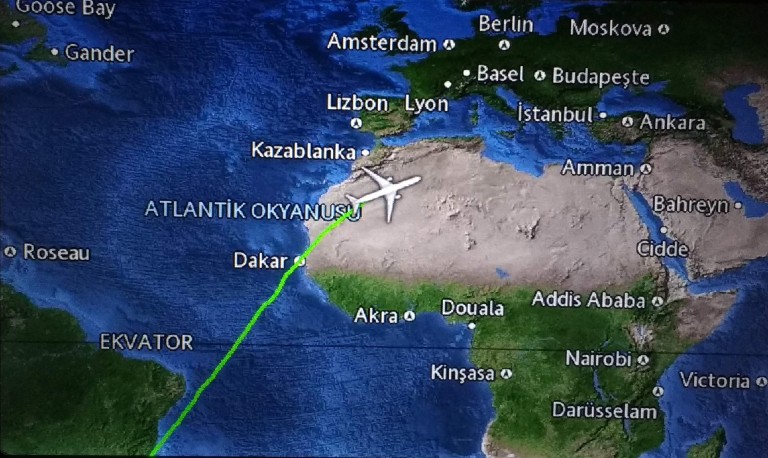 Goose Bay
Gander
Berlin
Amsterdam
Moskova
Basel
Budapeşte
Lizbon
Lyon
İstanbul
Ankara
Kazablanka
Amman
ATLANTİK OKYANUSU
Bahreyn
Roseau
Dakar
Cidde
Akra
Douala
Addis Ababa
EKVATOR
Kinşasa
Nairobi
Victoria
Darüsselam